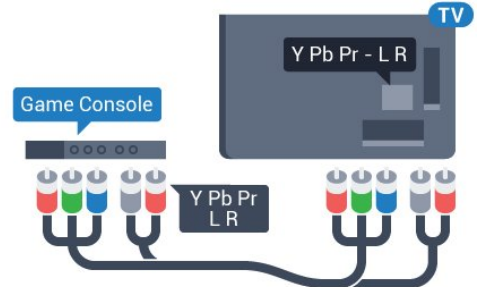 TV
Y Pb Pr - L R
Game Console
Y Pb Pr
L R